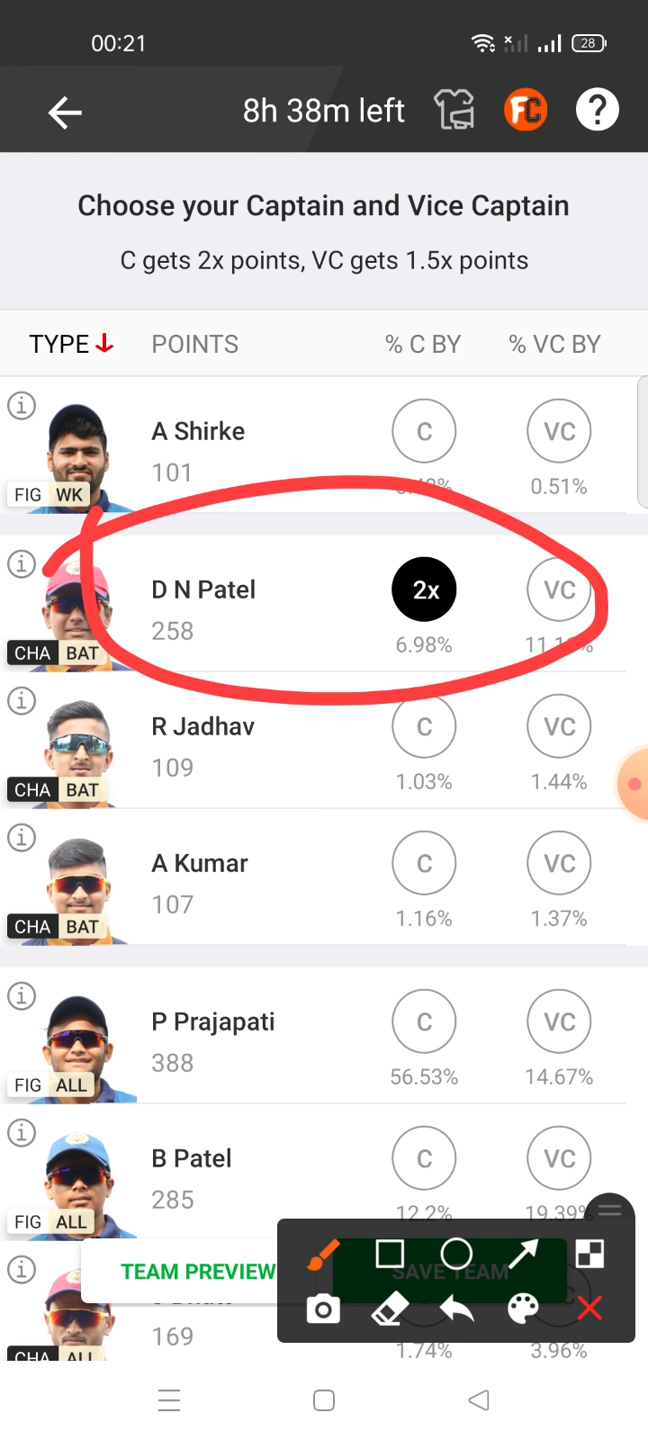 00:21
28
8h 38m left
FC
?
Choose your Captain and Vice Captain
C gets 2x points, VC gets 1.5x points
TYPE POINTS % C BY % VC BY
A Shirke C VC
101 0.51%
FIG WK
D N Patel 2x VC
258 6.98%
CHA BAT
R Jadhav C VC
109 1.03% 1.44%
CHA BAT
A Kumar C VC
107 1.16% 1.37%
CHA BAT
P Prajapati C VC
388 56.53% 14.67%
FIG ALL
B Patel C VC
285 12.2% 19.39%
FIG ALL
TEAM PREVIEW SAVE TEAM
169 1.74% 3.96%
CHA ALL